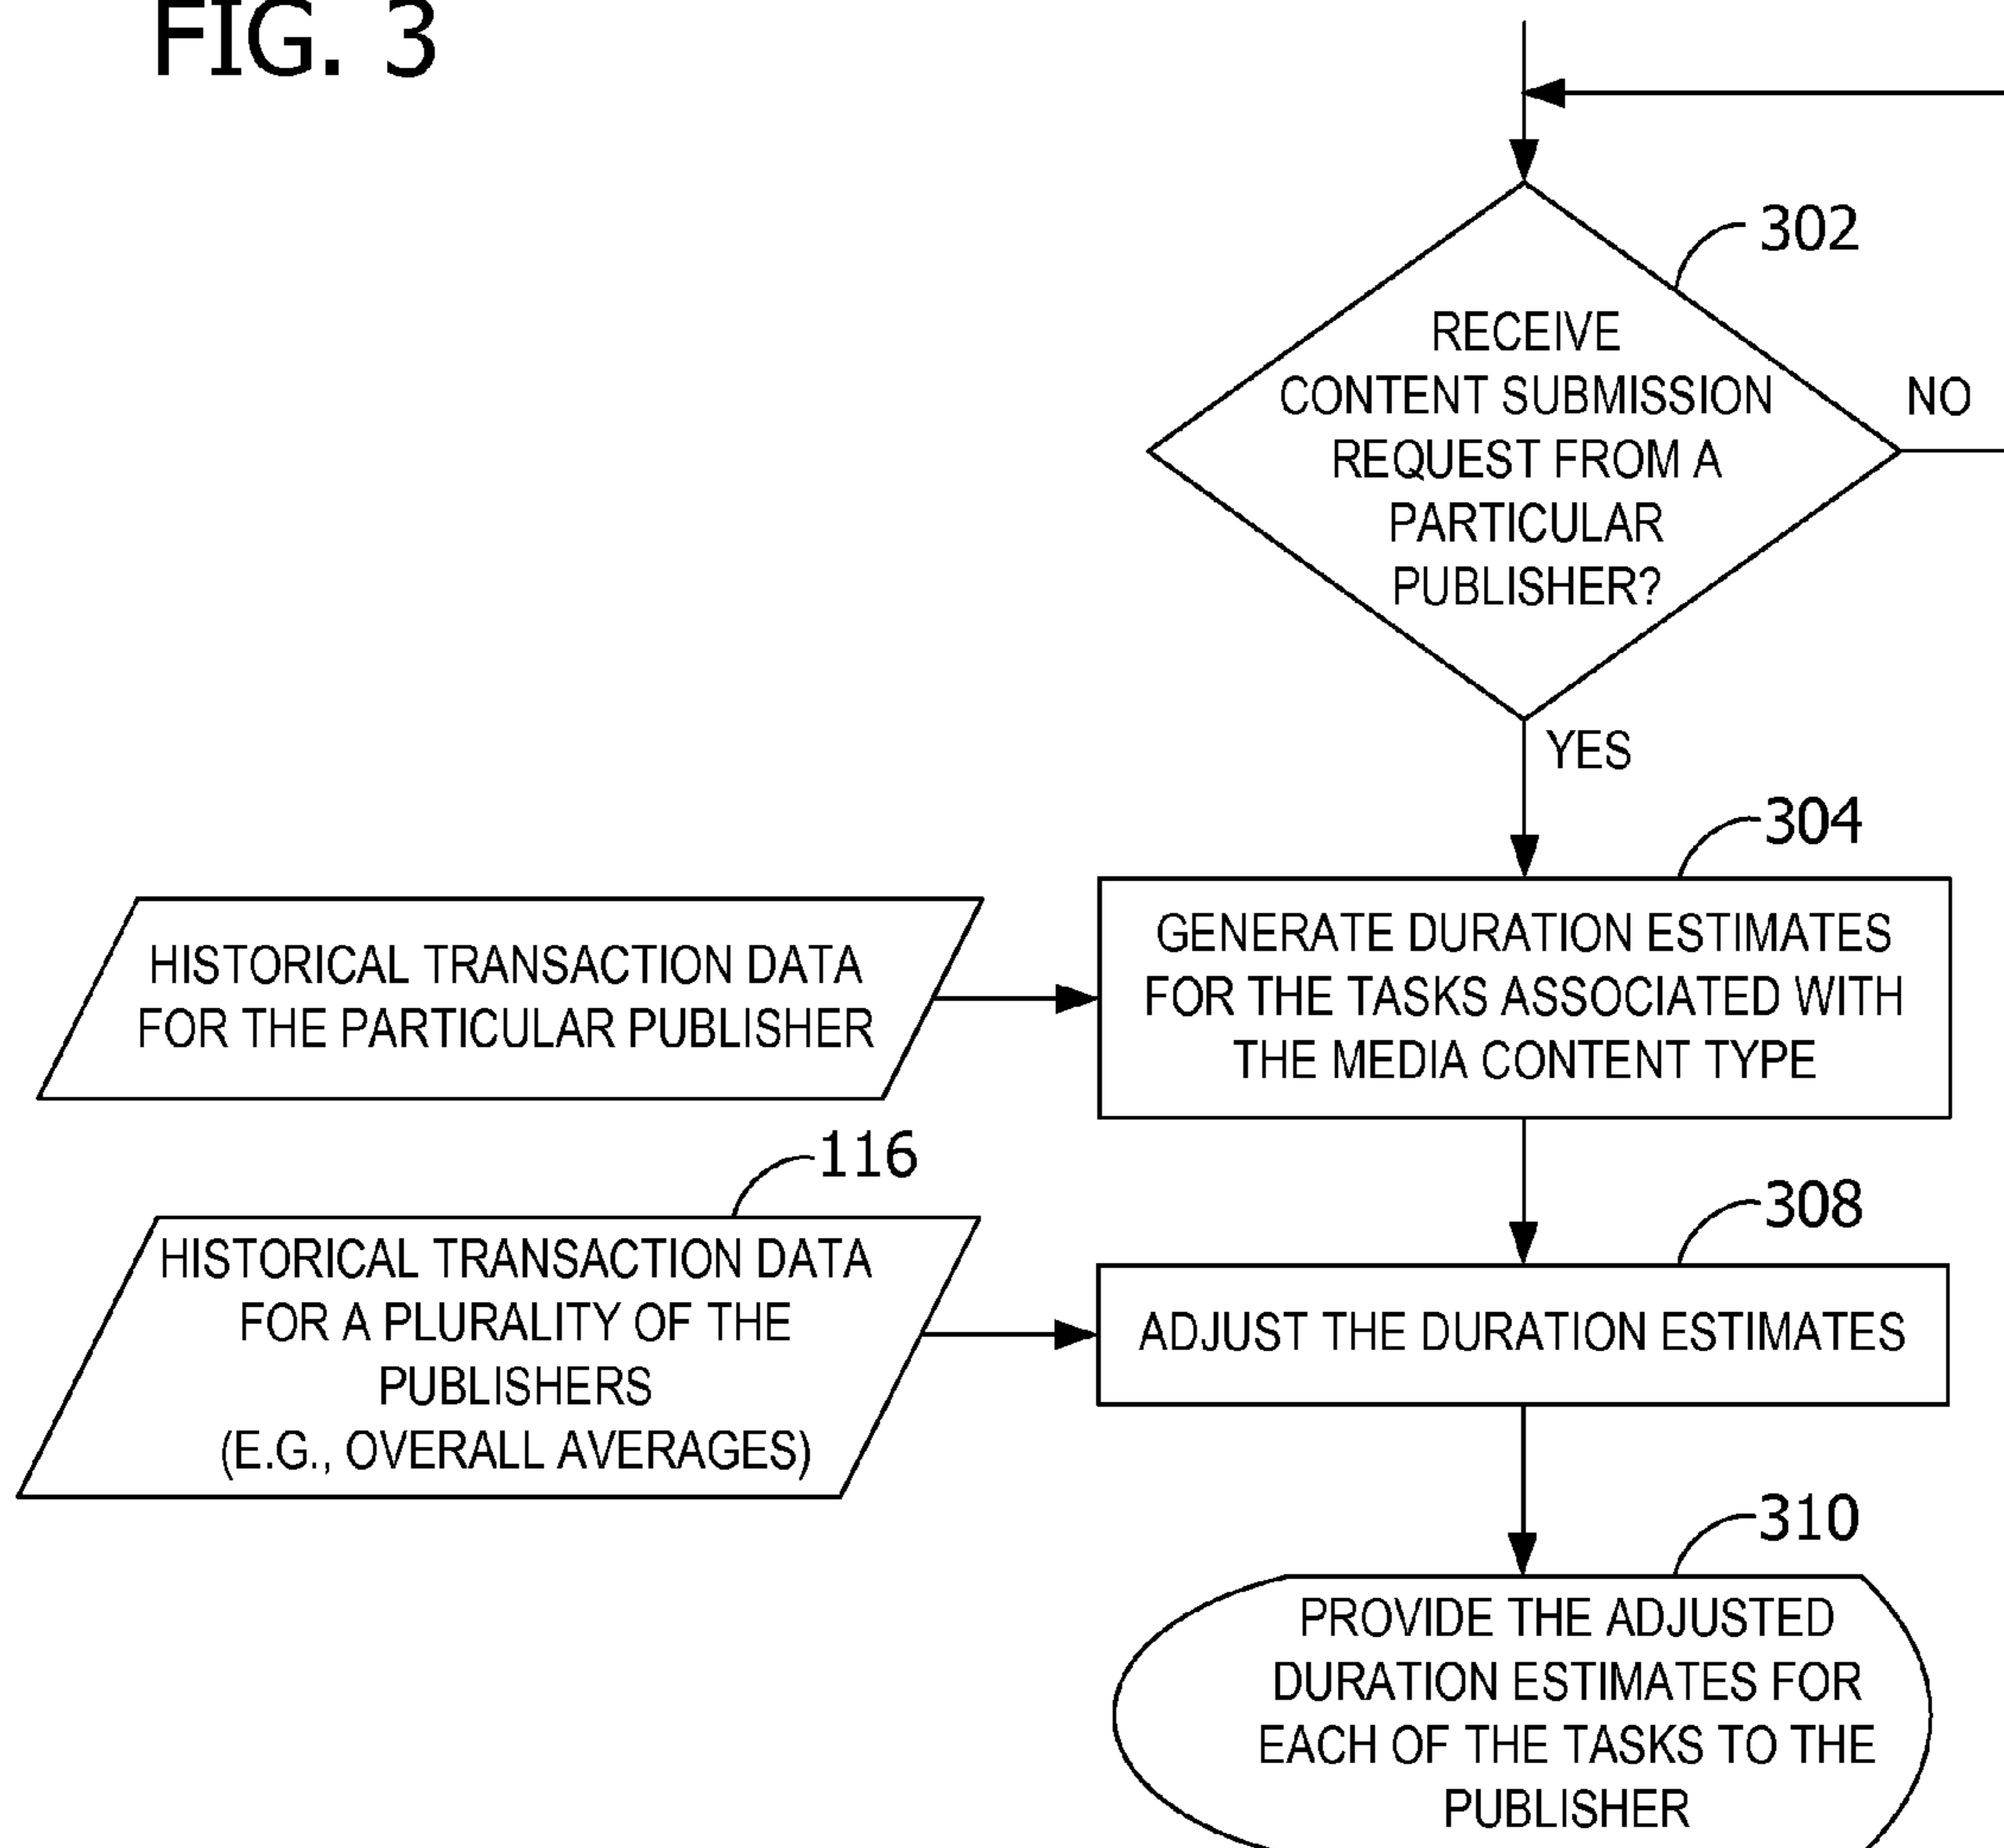 FIG. 3
302
RECEIVE
CONTENT SUBMISSION
REQUEST FROM A
PARTICULAR
PUBLISHER?
NO
YES
304
GENERATE DURATION ESTIMATES
FOR THE TASKS ASSOCIATED WITH
THE MEDIA CONTENT TYPE
HISTORICAL TRANSACTION DATA
FOR THE PARTICULAR PUBLISHER
116
HISTORICAL TRANSACTION DATA
FOR A PLURALITY OF THE
PUBLISHERS
(E.G., OVERALL AVERAGES)
308
ADJUST THE DURATION ESTIMATES
310
PROVIDE THE ADJUSTED
DURATION ESTIMATES FOR
EACH OF THE TASKS TO THE
PUBLISHER